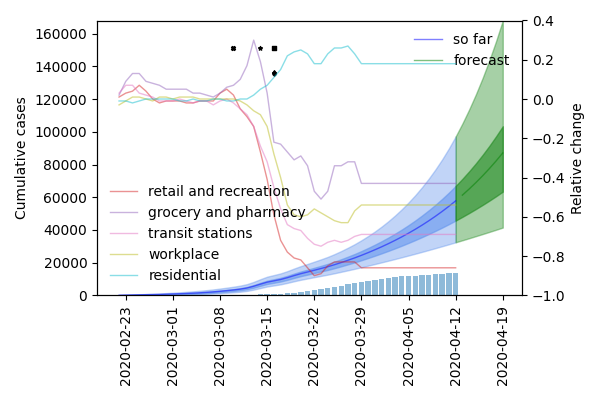 160000
140000
120000
100000
80000
60000
40000
20000
0
Cumulative cases
0.4
0.2
0.0
−0.2
−0.4
−0.6
−0.8
−1.0
Relative change
so far
forecast
retail and recreation
grocery and pharmacy
transit stations
workplace
residential
2020-02-23
2020-03-01
2020-03-08
2020-03-15
2020-03-22
2020-03-29
2020-04-05
2020-04-12
2020-04-19